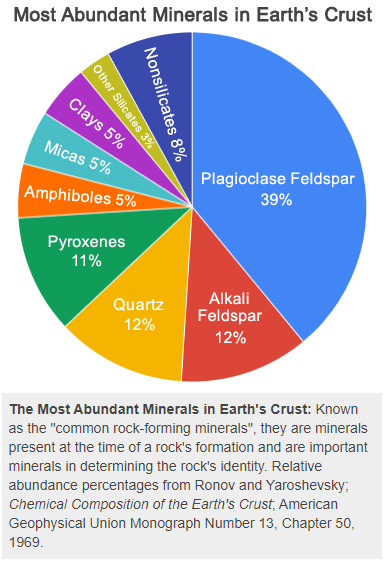 Most Abundant Minerals in Earth’s Crust
Nonsilicates 8%
Other Silicates 3%
Clays 5%
Micas 5%
Amphiboles 5%
Pyroxenes
11%
Quartz
12%
Alkali
Feldspar
12%
Plagioclase Feldspar
39%
The Most Abundant Minerals in Earth's Crust: Known
as the "common rock-forming minerals", they are minerals
present at the time of a rock's formation and are important
minerals in determining the rock's identity. Relative
abundance percentages from Ronov and Yaroshevsky;
Chemical Composition of the Earth's Crust; American
Geophysical Union Monograph Number 13, Chapter 50,
1969.